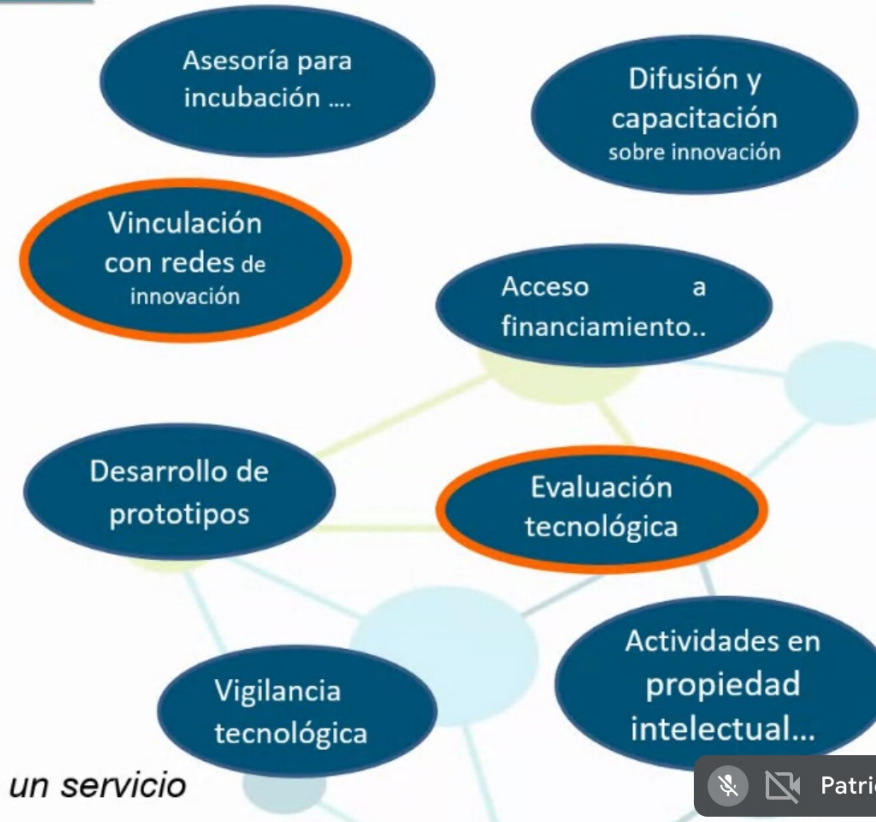 Asesoría para
incubación ....
Difusión y
capacitación
sobre innovación
Vinculación
con redes de
innovación
Acceso a
financiamiento..
Desarrollo de
prototipos
Evaluación
tecnológica
Actividades en
propiedad
intelectual...
Vigilancia
tecnológica
un servicio